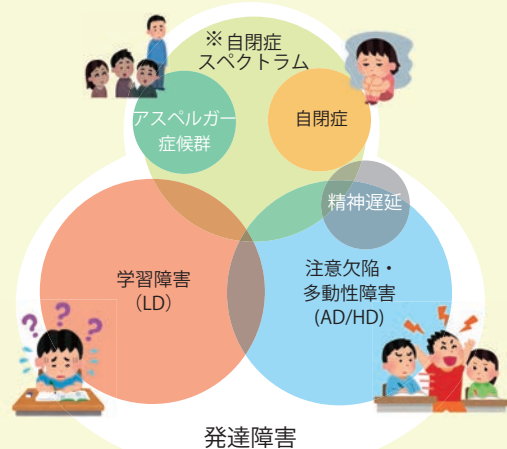 ※自閉症
スペクトラム
アスペルガー
症候群
自閉症
精神遅延
学習障害
（LD）
注意欠陥・
多動性障害
(AD/HD)
? ? ?
発達障害